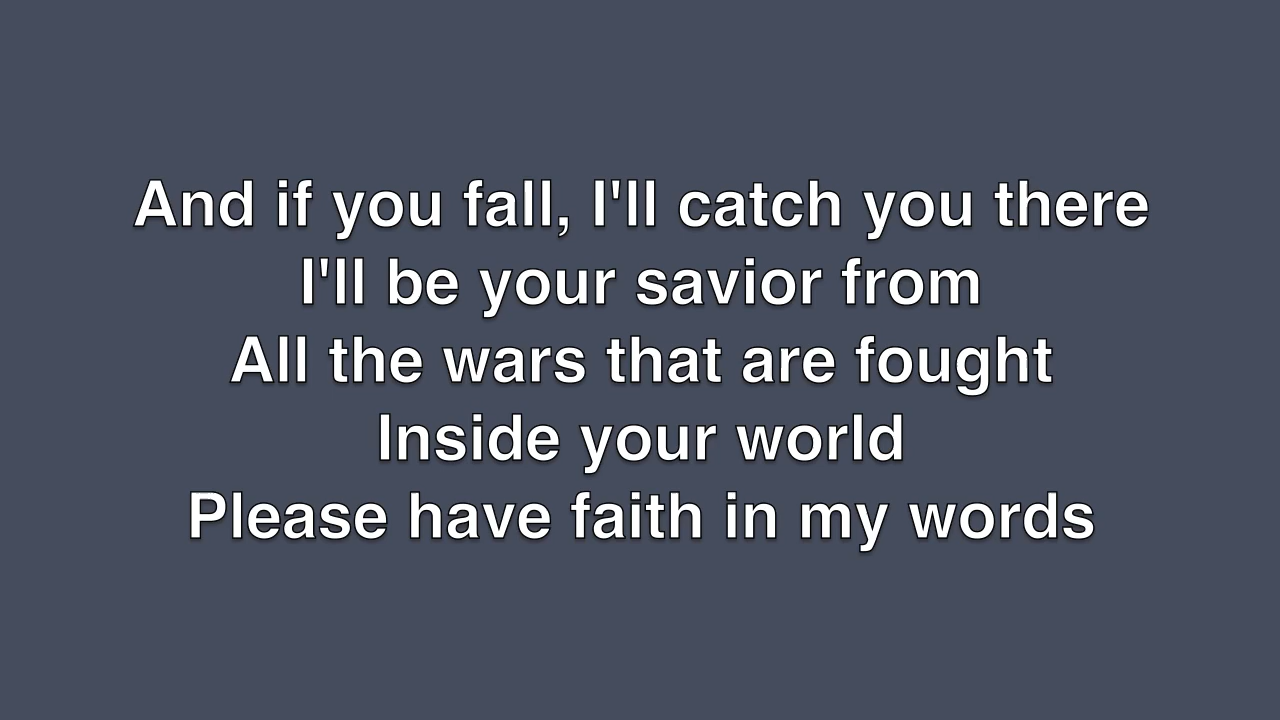 And if you fall, I'll catch you there
I'll be your savior from
All the wars that are fought
Inside your world
Please have faith in my words